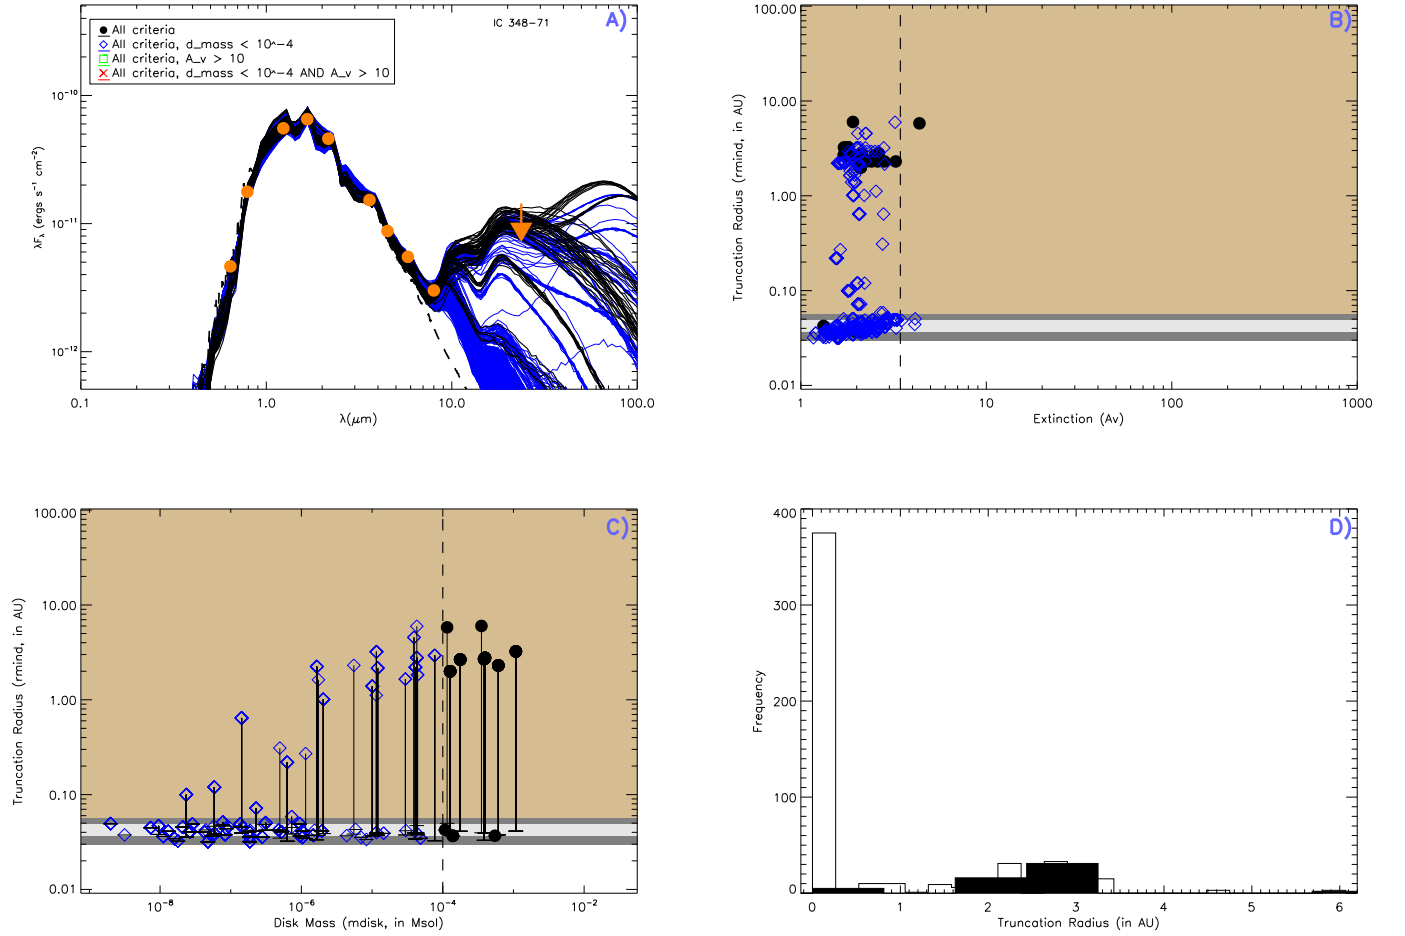 IC 348-71
A)
All criteria
All criteria, d_mass < 10^-4
All criteria, A_v > 10
All criteria, d_mass < 10^-4 AND A_v > 10
10⁻¹⁰
10⁻¹¹
10⁻¹²
λFλ (ergs s⁻¹ cm⁻²)
0.1
1.0
10.0
100.0
λ(μm)
B)
100.00
10.00
1.00
0.10
0.01
Truncation Radius (rmind, in AU)
1
10
100
1000
Extinction (Av)
C)
100.00
10.00
1.00
0.10
0.01
Truncation Radius (rmind, in AU)
10⁻⁸
10⁻⁶
10⁻⁴
10⁻²
Disk Mass (mdisk, in Msol)
D)
400
300
200
100
0
Frequency
0
1
2
3
4
5
6
Truncation Radius (in AU)